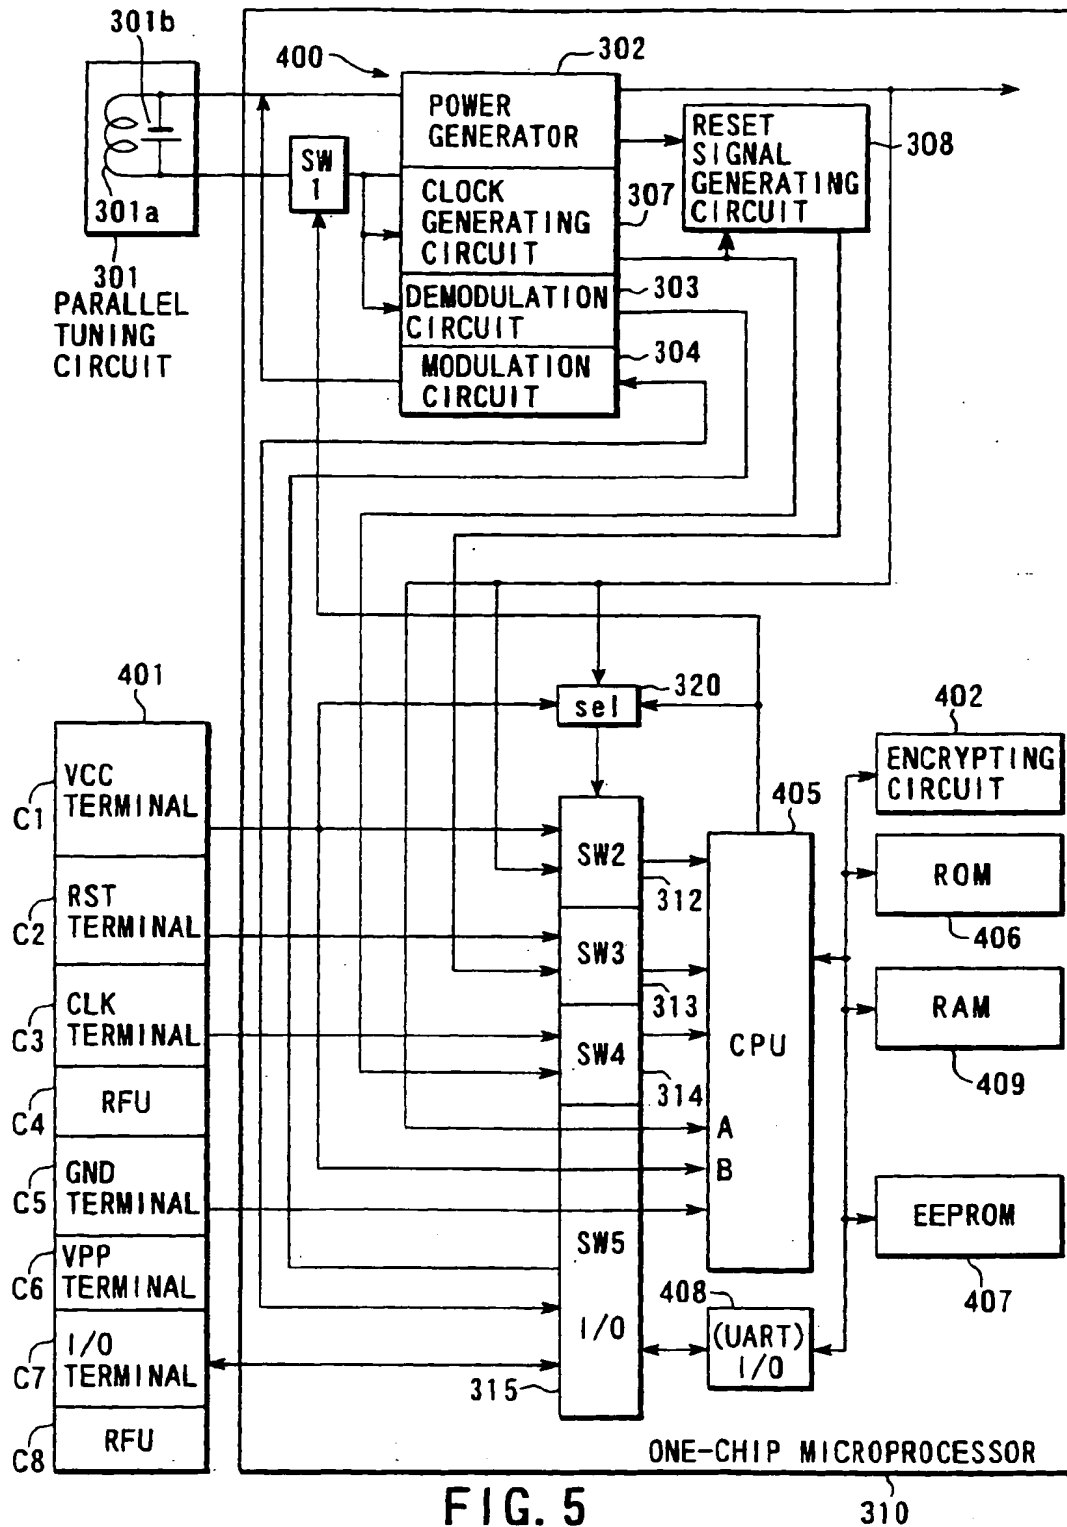 301b
400
302
POWER
GENERATOR
RESET
SIGNAL
GENERATING
CIRCUIT
308
SW
1
301a
CLOCK
GENERATING
CIRCUIT
307
301
PARALLEL
TUNING
CIRCUIT
DEMODULATION
CIRCUIT
303
MODULATION
CIRCUIT
304
401
sel
320
402
ENCRYPTING
CIRCUIT
C1
VCC
TERMINAL
405
SW2
312
ROM
406
C2
RST
TERMINAL
SW3
313
C3
CLK
TERMINAL
SW4
314
CPU
RAM
409
C4
RFU
A
B
C5
GND
TERMINAL
SW5
EEPROM
407
C6
VPP
TERMINAL
408
I/O
(UART)
I/O
C7
I/O
TERMINAL
315
C8
RFU
ONE-CHIP MICROPROCESSOR
310
FIG. 5